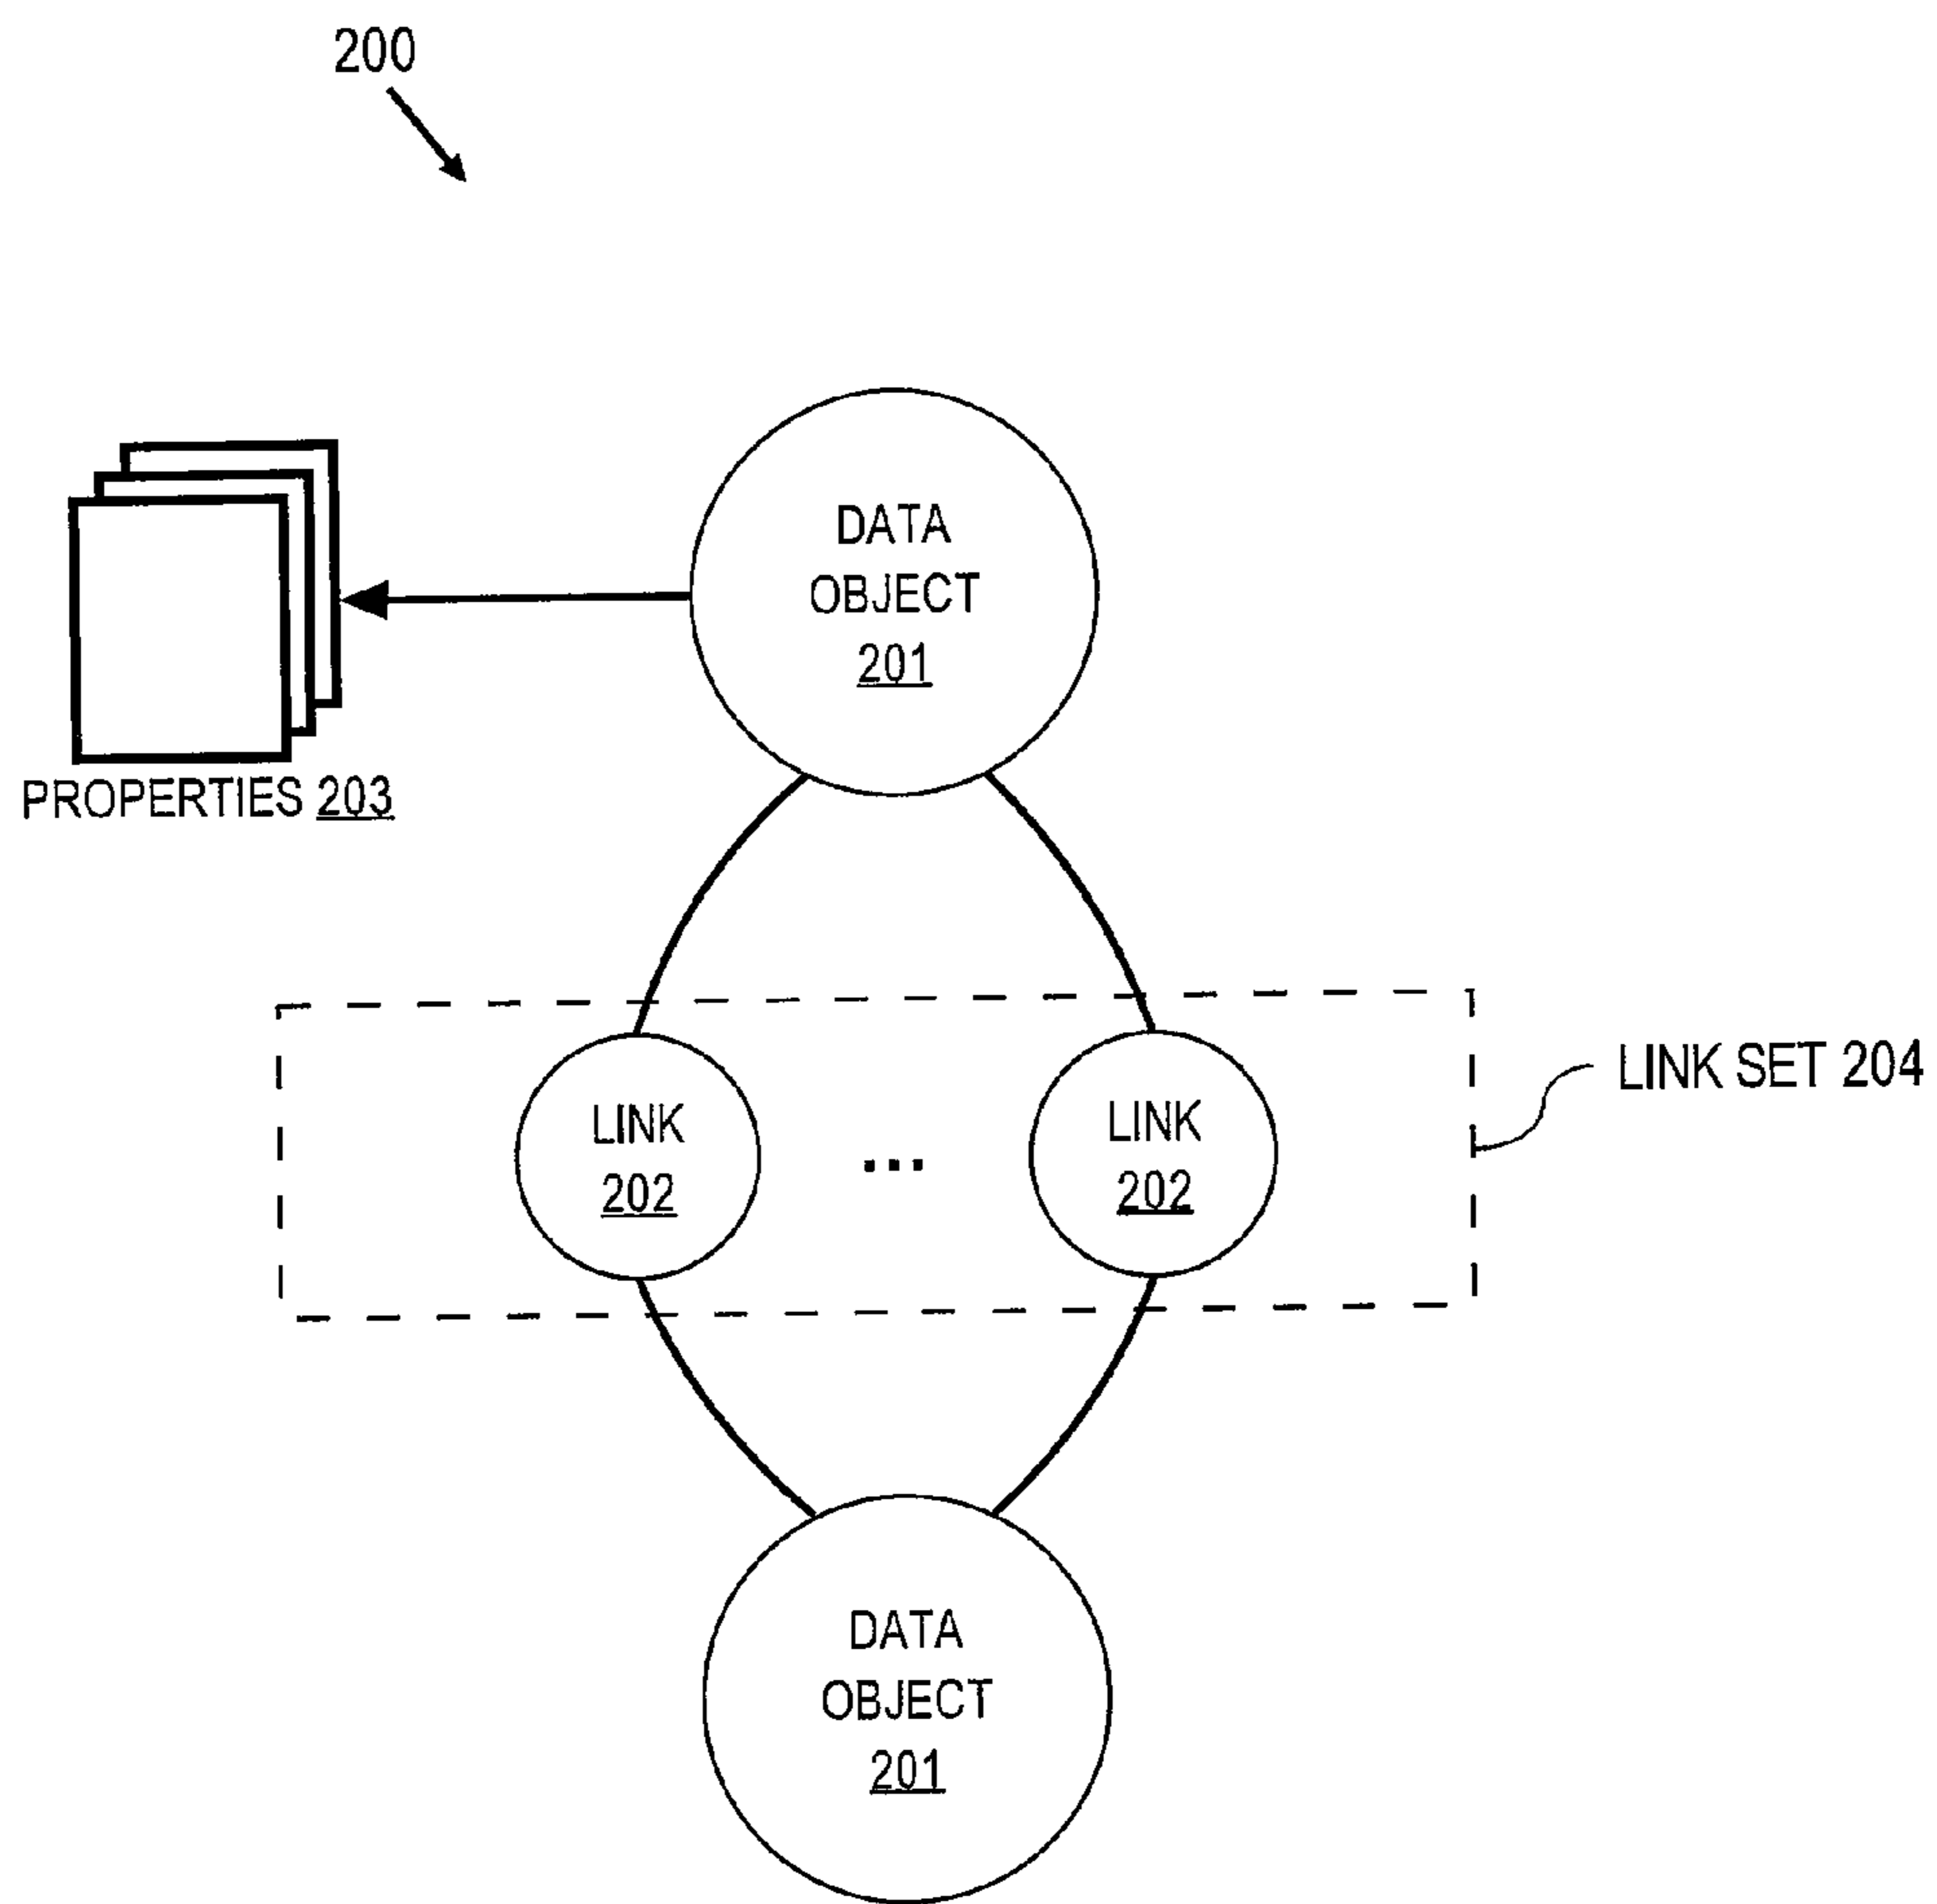 200
DATA
OBJECT
201
PROPERTIES 203
LINK
202
...
LINK
202
LINK SET 204
DATA
OBJECT
201